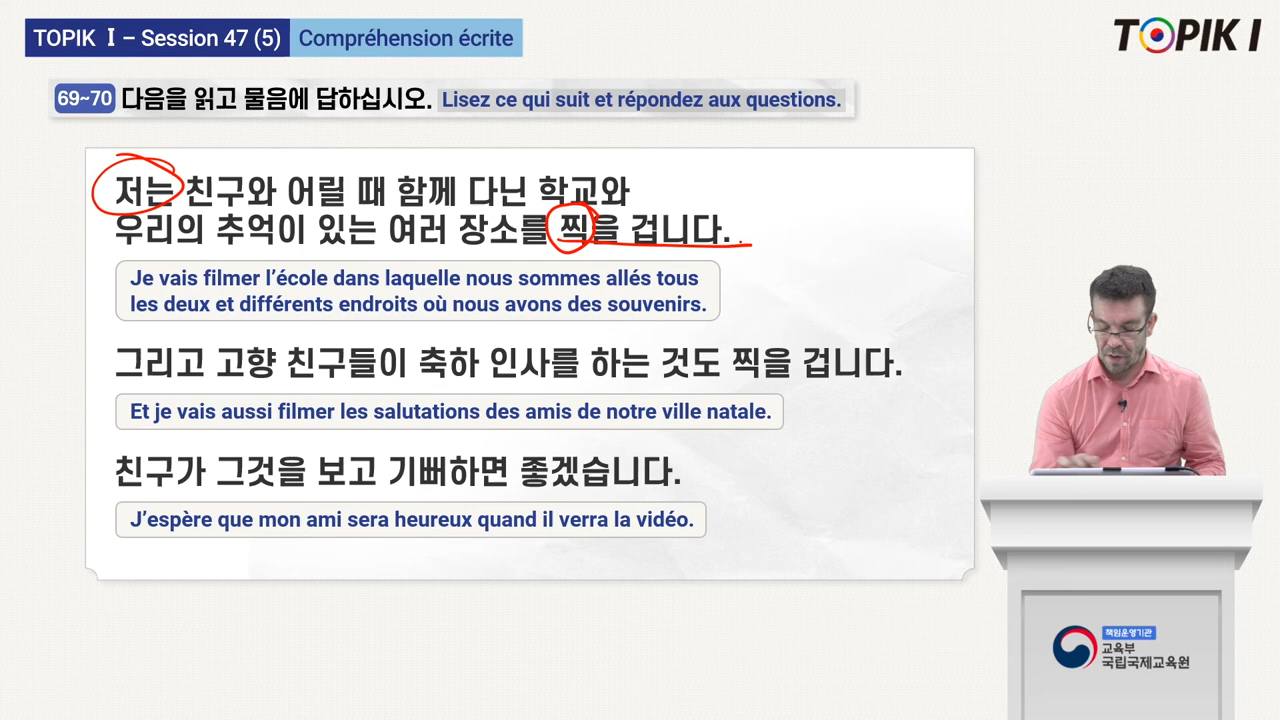 TOPIK Ⅰ – Session 47 (5) Compréhension écrite
TOPIK I
69~70 다음을 읽고 물음에 답하십시오. Lisez ce qui suit et répondez aux questions.
저는 친구와 어릴 때 함께 다닌 학교와
우리의 추억이 있는 여러 장소를 찍을 겁니다.
Je vais filmer l’école dans laquelle nous sommes allés tous
les deux et différents endroits où nous avons des souvenirs.
그리고 고향 친구들이 축하 인사를 하는 것도 찍을 겁니다.
Et je vais aussi filmer les salutations des amis de notre ville natale.
친구가 그것을 보고 기뻐하면 좋겠습니다.
J’espère que mon ami sera heureux quand il verra la vidéo.
책임운영기관
교육부
국립국제교육원